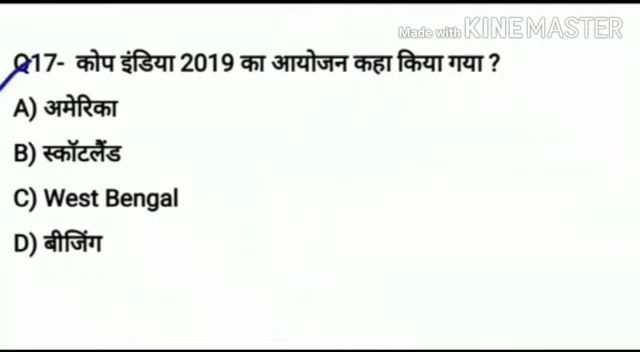 Made with KINEMASTER
Q17- कोप इंडिया 2019 का आयोजन कहा किया गया ?
A) अमेरिका
B) स्कॉटलैंड
C) West Bengal
D) बीजिंग